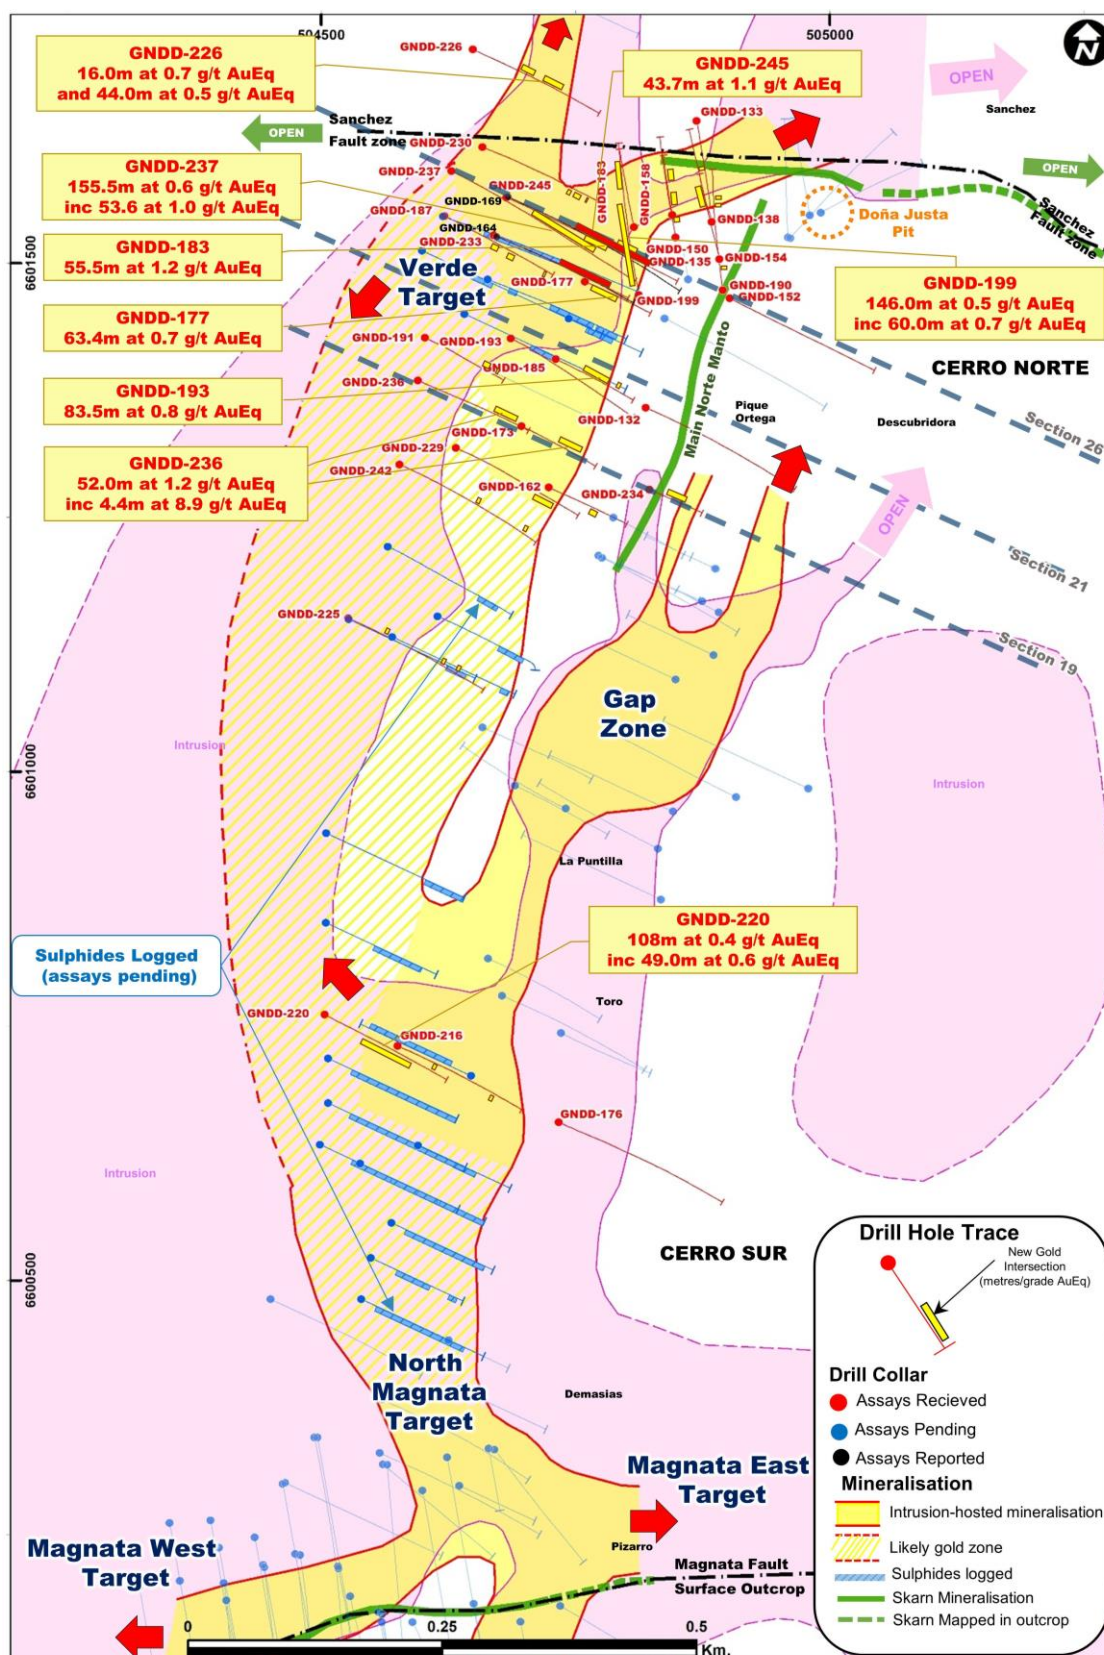 504500
505000
N
GNDD-226
16.0m at 0.7 g/t AuEq
and 44.0m at 0.5 g/t AuEq
GNDD-226
GNDD-245
43.7m at 1.1 g/t AuEq
OPEN
Sanchez
GNDD-133
OPEN
Sanchez
Fault zone
GNDD-230
OPEN
GNDD-237
155.5m at 0.6 g/t AuEq
inc 53.6 at 1.0 g/t AuEq
GNDD-237
GNDD-245
GNDD-169
GNDD-183
GNDD-158
GNDD-187
GNDD-164
GNDD-233
GNDD-138
Doña Justa
Pit
Sanchez
Fault zone
6601500
GNDD-183
55.5m at 1.2 g/t AuEq
Verde
Target
GNDD-150
GNDD-135
GNDD-154
GNDD-177
GNDD-199
GNDD-190
GNDD-152
GNDD-199
146.0m at 0.5 g/t AuEq
inc 60.0m at 0.7 g/t AuEq
GNDD-177
63.4m at 0.7 g/t AuEq
GNDD-191
GNDD-193
GNDD-185
CERRO NORTE
GNDD-193
83.5m at 0.8 g/t AuEq
GNDD-236
GNDD-132
Main Norte Manto
Pique
Ortega
Descubridora
Section 26
GNDD-173
GNDD-229
GNDD-242
GNDD-236
52.0m at 1.2 g/t AuEq
inc 4.4m at 8.9 g/t AuEq
GNDD-162
GNDD-234
OPEN
Section 21
GNDD-225
Section 19
Gap
Zone
Intrusion
6601000
Intrusion
La Puntilla
GNDD-220
108m at 0.4 g/t AuEq
inc 49.0m at 0.6 g/t AuEq
Sulphides Logged
(assays pending)
Toro
GNDD-220
GNDD-216
GNDD-176
Intrusion
CERRO SUR
6600500
North
Magnata
Target
Demasias
Magnata East
Target
Magnata West
Target
Pizarro
Magnata Fault
Surface Outcrop
0
0.25
0.5
Km.
Drill Hole Trace
New Gold
Intersection
(metres/grade AuEq)
Drill Collar
Assays Recieved
Assays Pending
Assays Reported
Mineralisation
Intrusion-hosted mineralisation
Likely gold zone
Sulphides logged
Skarn Mineralisation
Skarn Mapped in outcrop